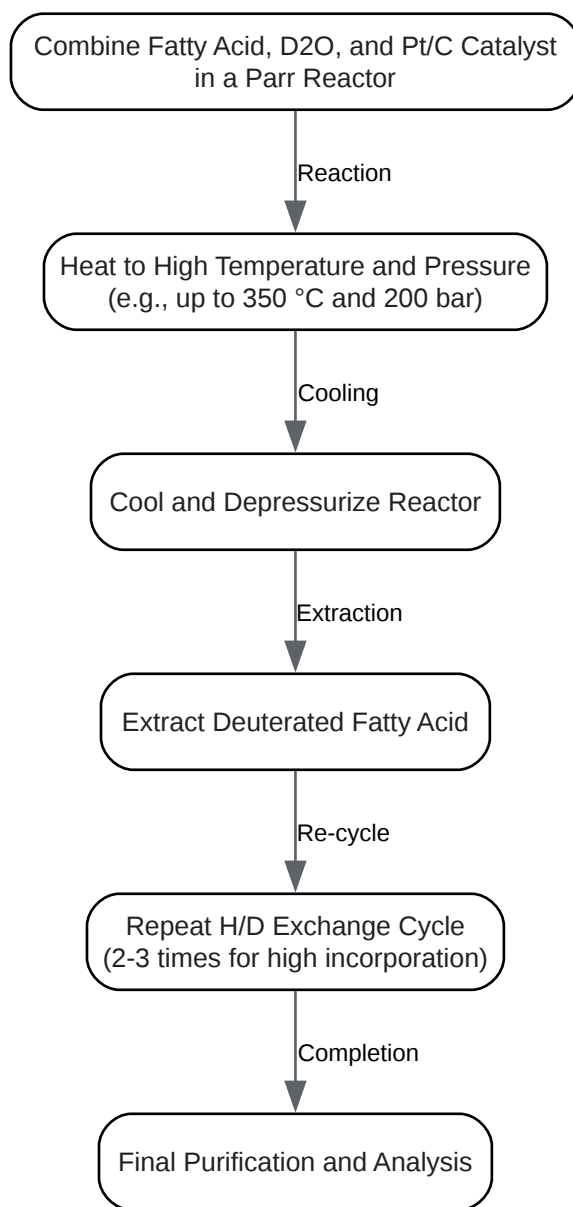 Combine Fatty Acid, D2O, and Pt/C Catalyst
in a Parr Reactor
Reaction
Heat to High Temperature and Pressure
(e.g., up to 350 °C and 200 bar)
Cooling
Cool and Depressurize Reactor
Extraction
Extract Deuterated Fatty Acid
Re-cycle
Repeat H/D Exchange Cycle
(2-3 times for high incorporation)
Completion
Final Purification and Analysis